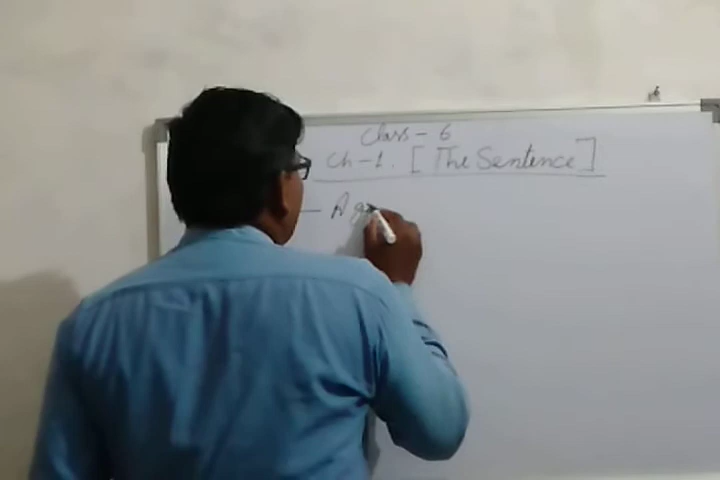 Class - 6
Ch-1. [The Sentence]
— A g